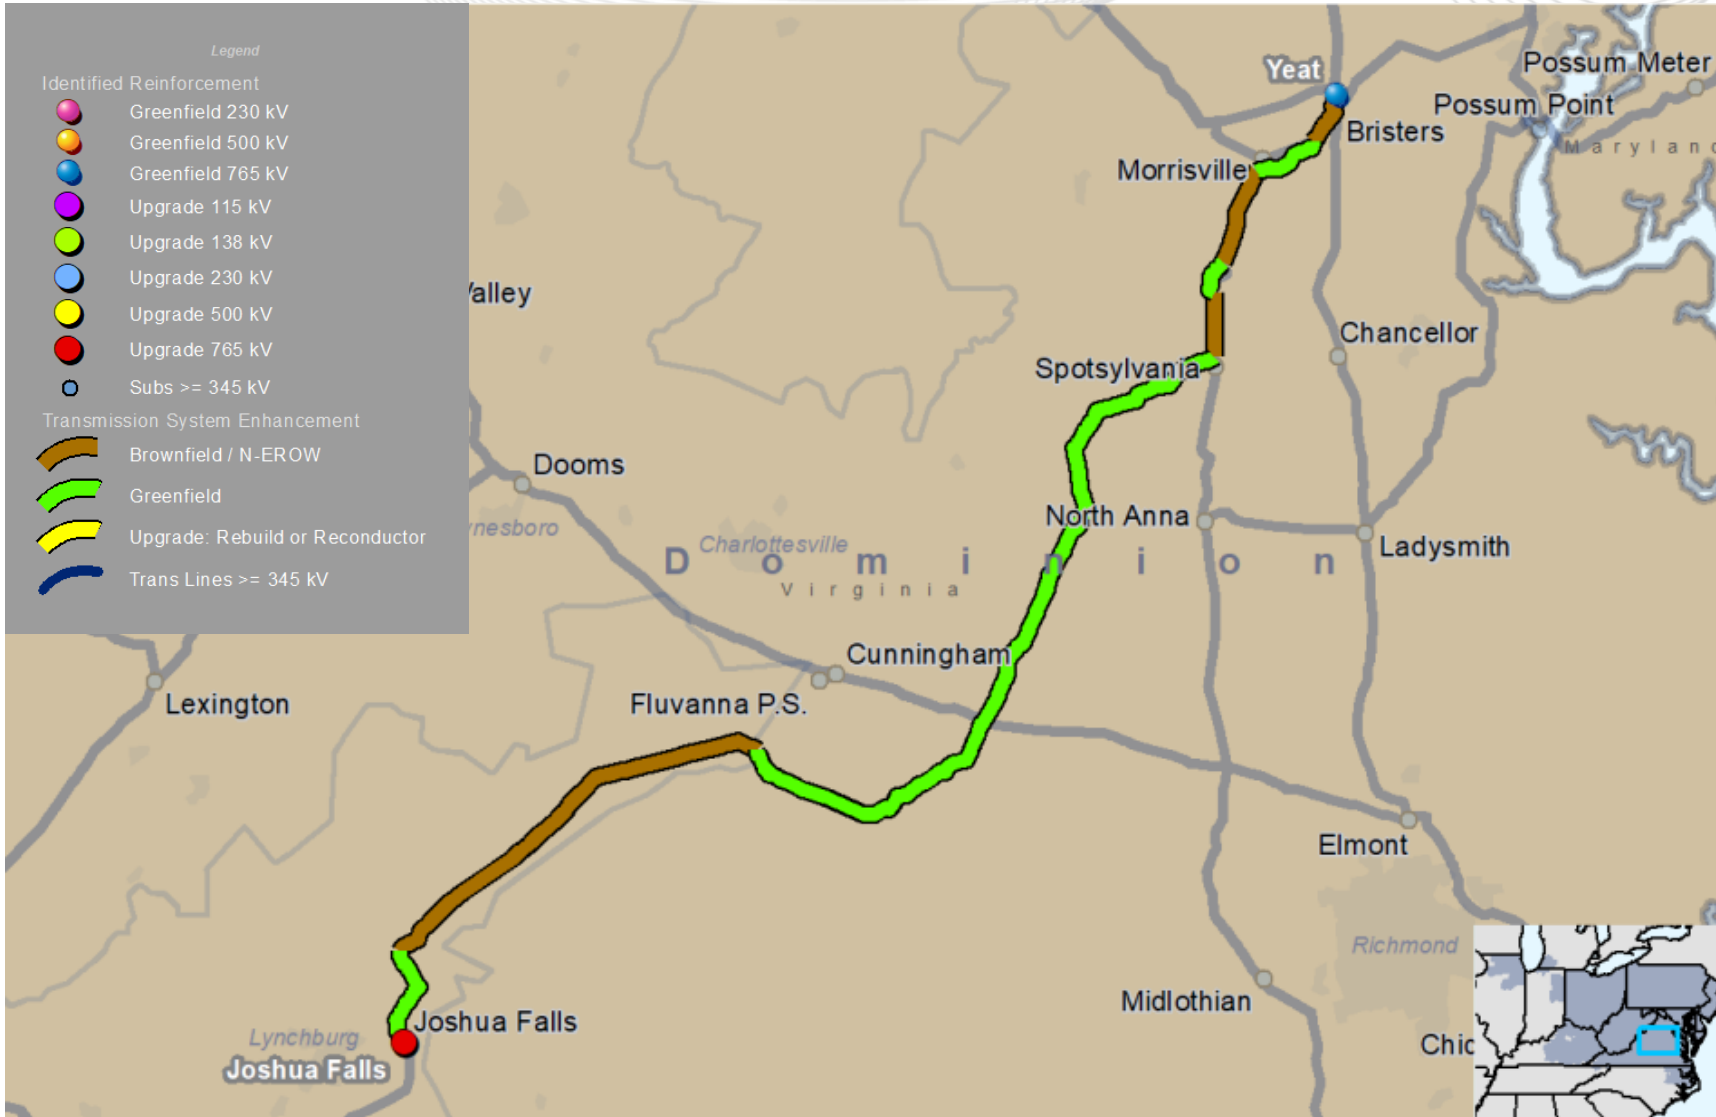 Legend
Identified Reinforcement
Greenfield 230 kV
Greenfield 500 kV
Greenfield 765 kV
Upgrade 115 kV
Upgrade 138 kV
Upgrade 230 kV
Upgrade 500 kV
Upgrade 765 kV
Subs >= 345 kV
Transmission System Enhancement
Brownfield / N-EROW
Greenfield
Upgrade: Rebuild or Reconductor
Trans Lines >= 345 kV
Yeat
Possum Meter
Possum Point
Bristers
Maryland
Morrisville
Valley
Chancellor
Spotsylvania
Dooms
nesboro
North Anna
Charlottesville
Ladysmith
Dominion
Virginia
Cunningham
Lexington
Fluvanna P.S.
Elmont
Richmond
Midlothian
Joshua Falls
Lynchburg
Chic
Joshua Falls